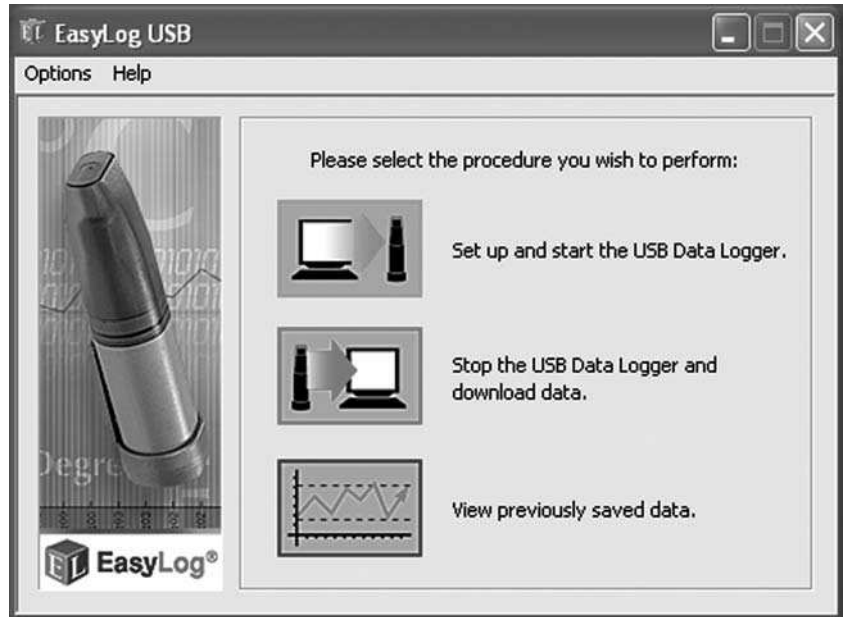 EasyLog USB
Options Help
Please select the procedure you wish to perform:
Set up and start the USB Data Logger.
Stop the USB Data Logger and
download data.
View previously saved data.
EL EasyLog®